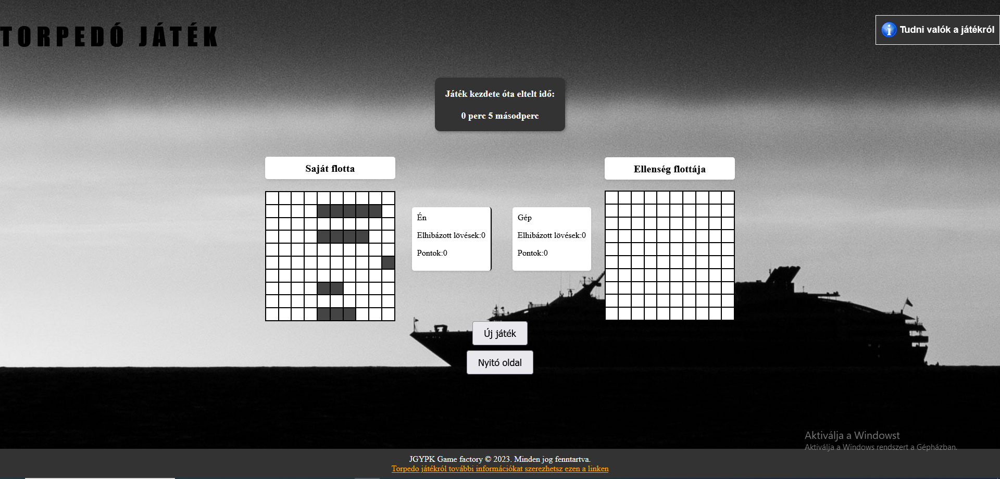 TORPEDÓ JÁTÉK
Tudni valók a játékról
Játék kezdete óta eltelt idő:
0 perc 5 másodperc
Saját flotta
Ellenség flottája
Én
Elhibázott lövések:0
Pontok:0
Gép
Elhibázott lövések:0
Pontok:0
Új játék
Nyitó oldal
Aktiválja a Windowst
Aktiválja a Windows rendszert a Gépházban.
JGYPK Game factory © 2023. Minden jog fenntartva.
Torpedo játékról további információkat szerezhetsz ezen a linken